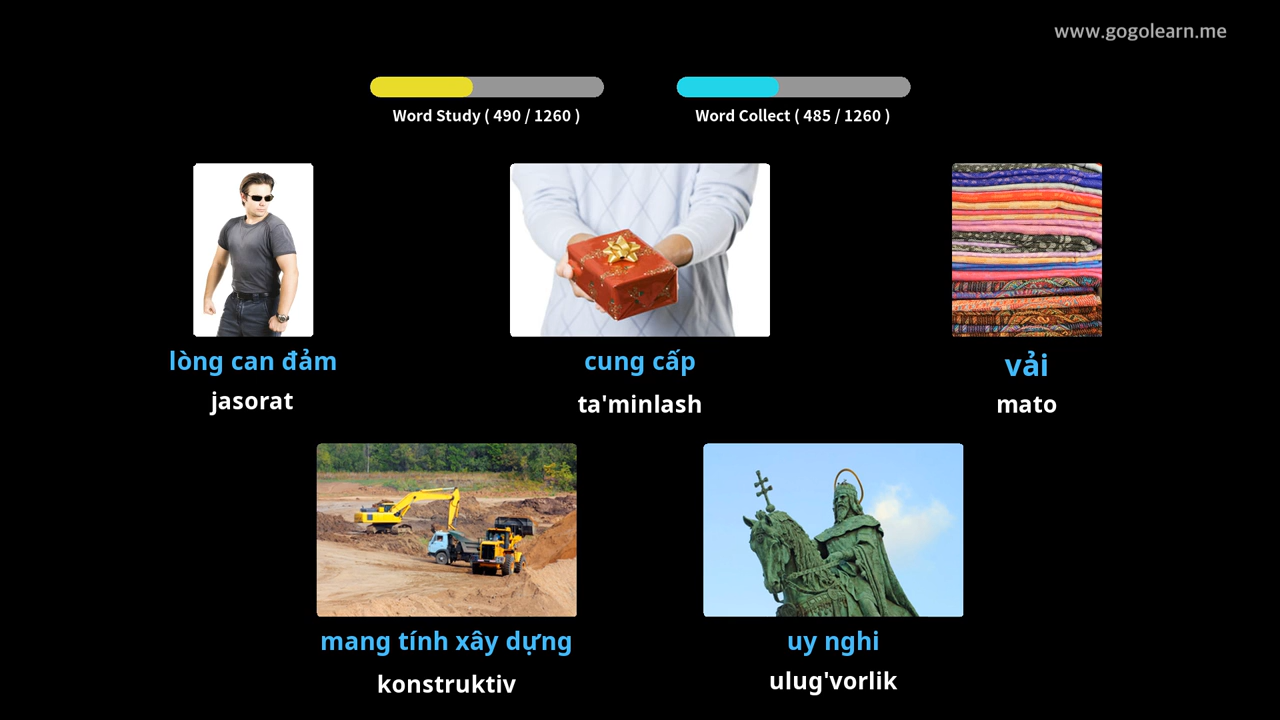 www.gogolearn.me
Word Study ( 490 / 1260 )
Word Collect ( 485 / 1260 )
lòng can đảm
jasorat
cung cấp
ta'minlash
vải
mato
mang tính xây dựng
konstruktiv
uy nghi
ulug'vorlik